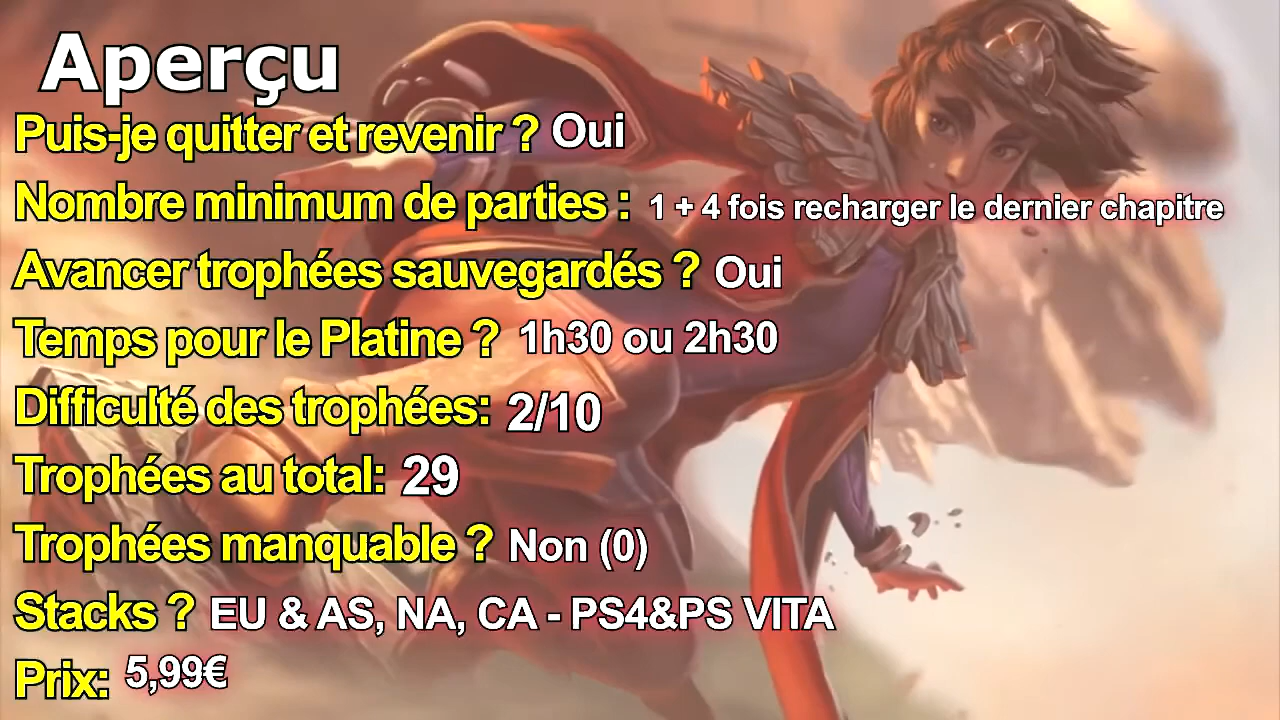 Aperçu
Puis-je quitter et revenir ? Oui
Nombre minimum de parties : 1 + 4 fois recharger le dernier chapitre
Avancer trophées sauvegardés ? Oui
Temps pour le Platine ? 1h30 ou 2h30
Difficulté des trophées: 2/10
Trophées au total: 29
Trophées manquable ? Non (0)
Stacks ? EU & AS, NA, CA - PS4&PS VITA
Prix: 5,99€